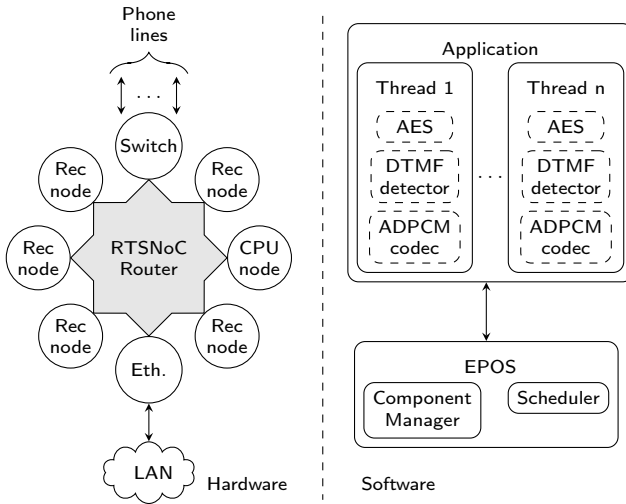 Phone
lines
...
Switch
Rec
node
Rec
node
Rec
node
RTSNoC
Router
CPU
node
Rec
node
Rec
node
Eth.
LAN
Hardware
Application
Thread 1
AES
DTMF
detector
ADPCM
codec
...
Thread n
AES
DTMF
detector
ADPCM
codec
EPOS
Component
Manager
Scheduler
Software